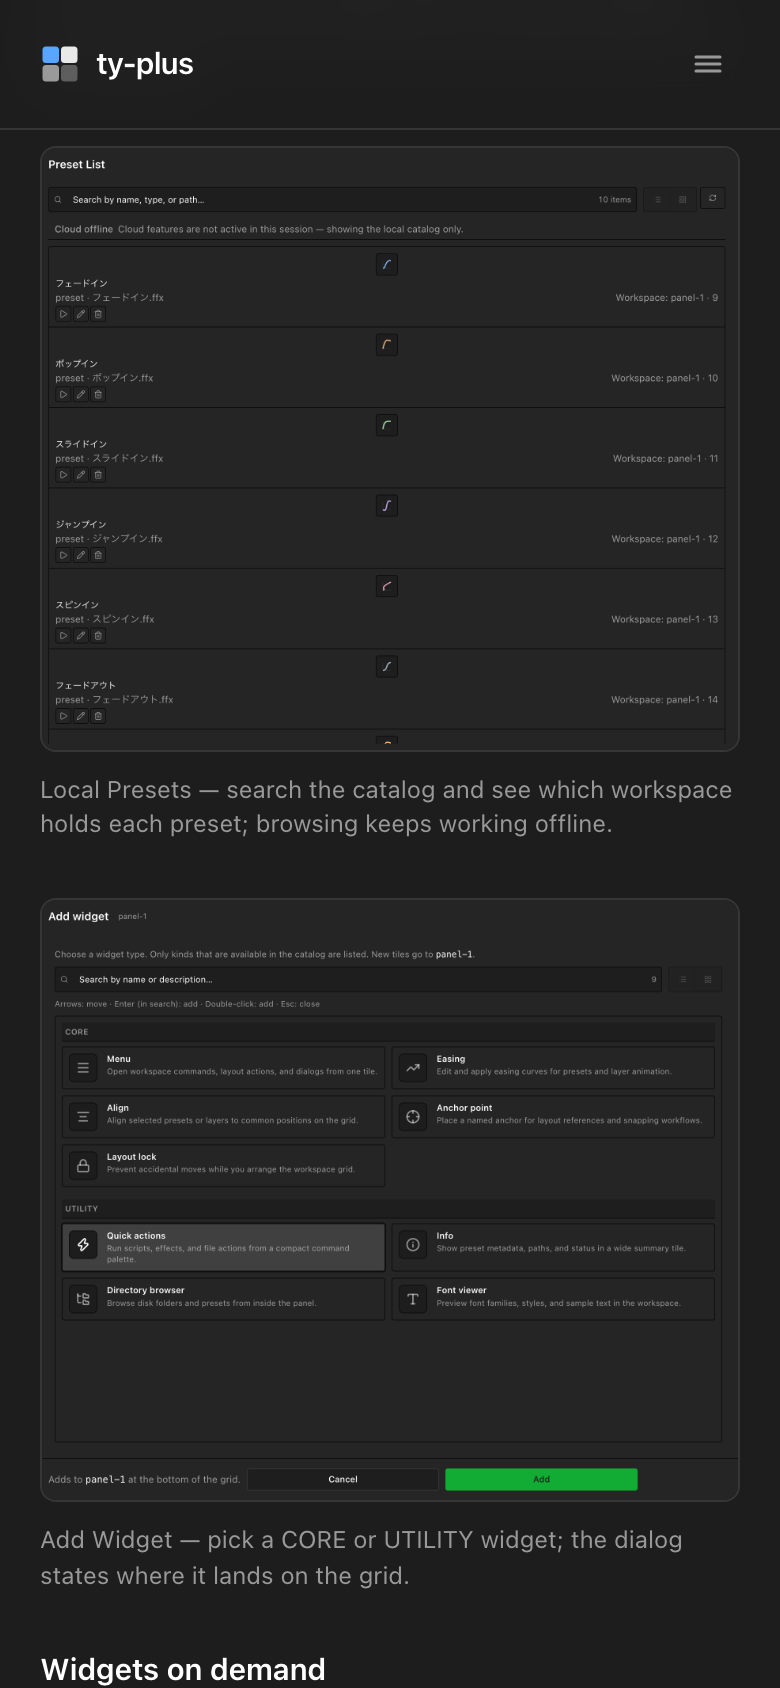 ty-plus
Preset List
Search by name, type, or path...
10 items
Cloud offline Cloud features are not active in this session — showing the local catalog only.
フェードイン
preset · フェードイン.ffx
Workspace: panel-1 · 9
ポップイン
preset · ポップイン.ffx
Workspace: panel-1 · 10
スライドイン
preset · スライドイン.ffx
Workspace: panel-1 · 11
ジャンプイン
preset · ジャンプイン.ffx
Workspace: panel-1 · 12
スピンイン
preset · スピンイン.ffx
Workspace: panel-1 · 13
フェードアウト
preset · フェードアウト.ffx
Workspace: panel-1 · 14
Local Presets — search the catalog and see which workspace
holds each preset; browsing keeps working offline.
Add widget panel-1
Choose a widget type. Only kinds that are available in the catalog are listed. New tiles go to panel-1.
Search by name or description...
9
Arrows: move · Enter (in search): add · Double-click: add · Esc: close
CORE
Menu
Open workspace commands, layout actions, and dialogs from one tile.
Easing
Edit and apply easing curves for presets and layer animation.
Align
Align selected presets or layers to common positions on the grid.
Anchor point
Place a named anchor for layout references and snapping workflows.
Layout lock
Prevent accidental moves while you arrange the workspace grid.
UTILITY
Quick actions
Run scripts, effects, and file actions from a compact command
palette.
Info
Show preset metadata, paths, and status in a wide summary tile.
Directory browser
Browse disk folders and presets from inside the panel.
Font viewer
Preview font families, styles, and sample text in the workspace.
Adds to panel-1 at the bottom of the grid.
Cancel
Add
Add Widget — pick a CORE or UTILITY widget; the dialog
states where it lands on the grid.
Widgets on demand